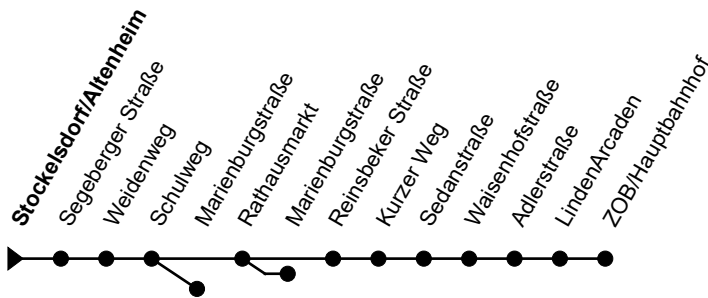 Stockelsdorf/Altenheim
Segeberger Straße
Weidenweg
Schulweg
Marienburgstraße
Rathausmarkt
Marienburgstraße
Reinsbeker Straße
Kurzer Weg
Sedanstraße
Waisenhofstraße
Adlerstraße
LindenArcaden
ZOB/Hauptbahnhof